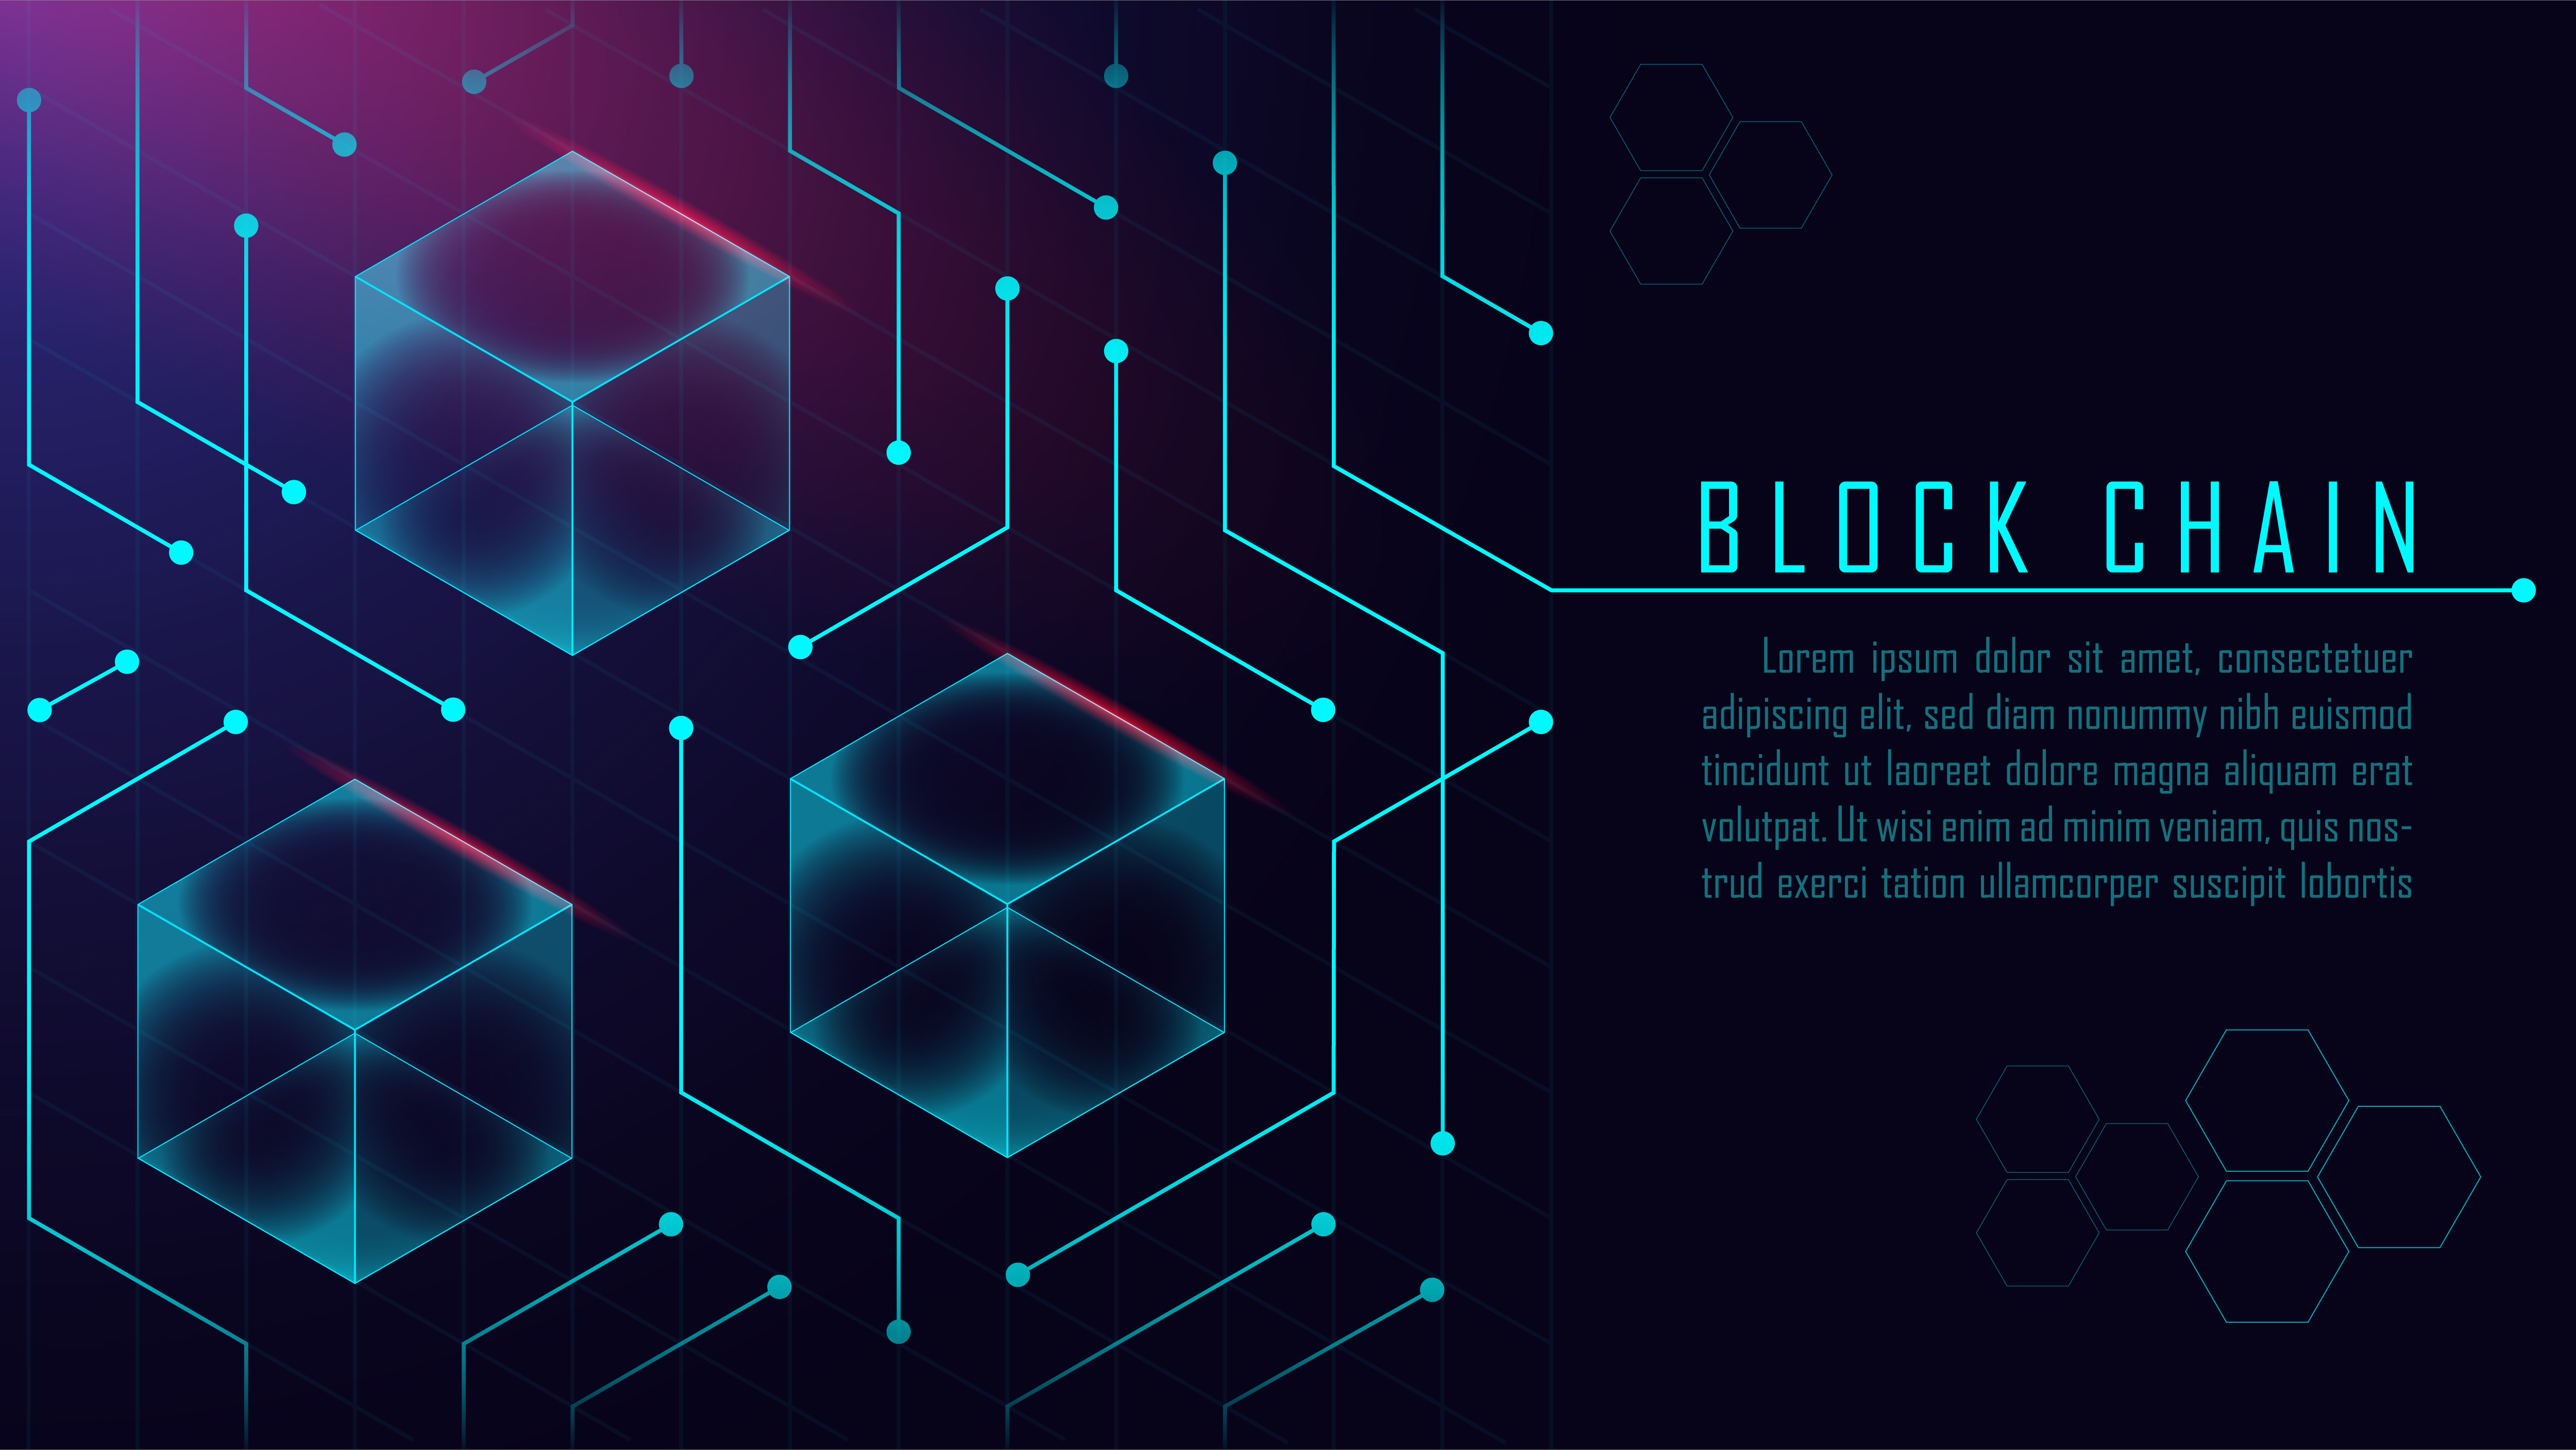 BLOCK CHAIN
Lorem ipsum dolor sit amet, consectetuer
adipiscing elit, sed diam nonummy nibh euismod
tincidunt ut laoreet dolore magna aliquam erat
volutpat. Ut wisi enim ad minim veniam, quis nos-
trud exerci tation ullamcorper suscipit lobortis